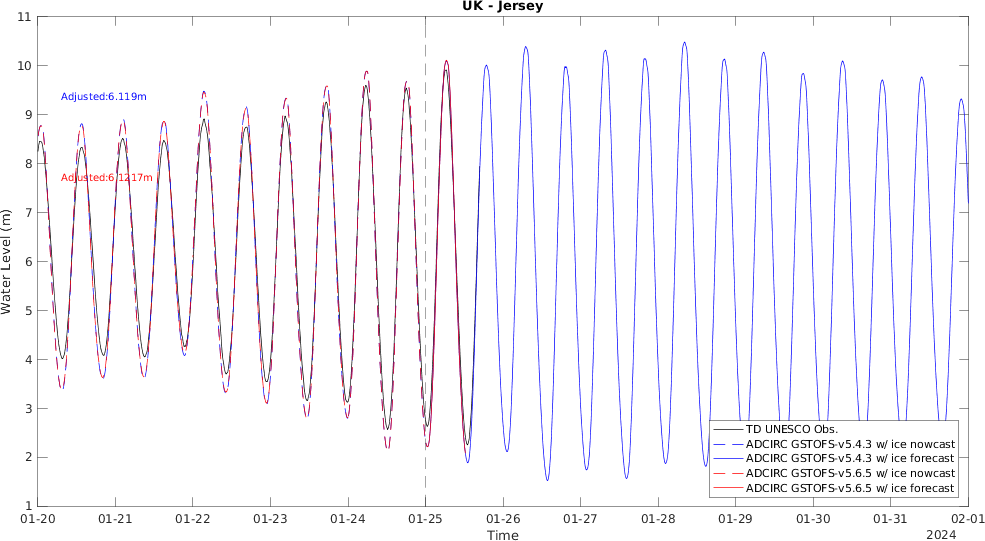 UK - Jersey
11
10
9
8
7
6
5
4
3
2
1
Water Level (m)
Adjusted:6.119m
Adjusted:6.1217m
TD UNESCO Obs.
ADCIRC GSTOFS-v5.4.3 w/ ice nowcast
ADCIRC GSTOFS-v5.4.3 w/ ice forecast
ADCIRC GSTOFS-v5.6.5 w/ ice nowcast
ADCIRC GSTOFS-v5.6.5 w/ ice forecast
01-20 01-21 01-22 01-23 01-24 01-25 01-26 01-27 01-28 01-29 01-30 01-31 02-01
Time
2024